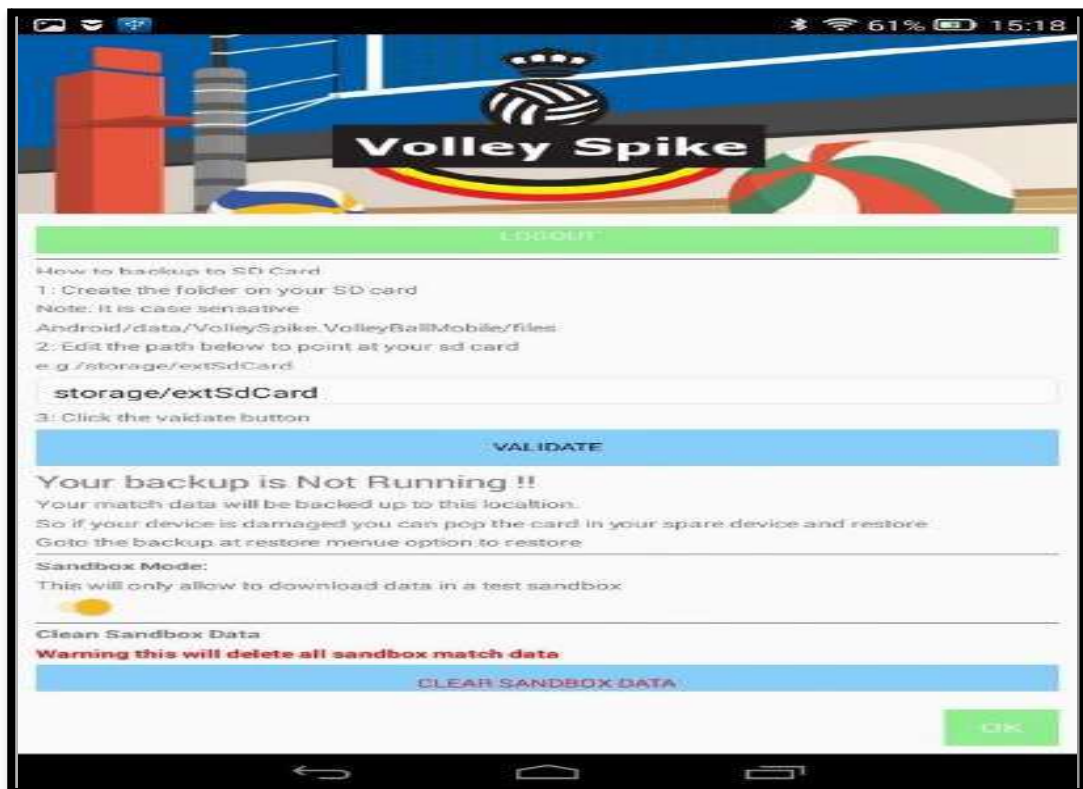 61% 15:18
Volley Spike
LOGOUT
How to backup to SD Card
1: Create the folder on your SD card
Note: It is case sensative
Android/data/VolleySpike.VolleyBallMobile/files
2: Edit the path below to point at your sd card
e.g./storage/extSdCard
storage/extSdCard
3: Click the validate button
VALIDATE
Your backup is Not Running !!
Your match data will be backed up to this localtion.
So if your device is damaged you can pop the card in your spare device and restore
Goto the backup at restore menue option to restore
Sandbox Mode:
This will only allow to download data in a test sandbox
Clean Sandbox Data
Warning this will delete all sandbox match data
CLEAR SANDBOX DATA
OK